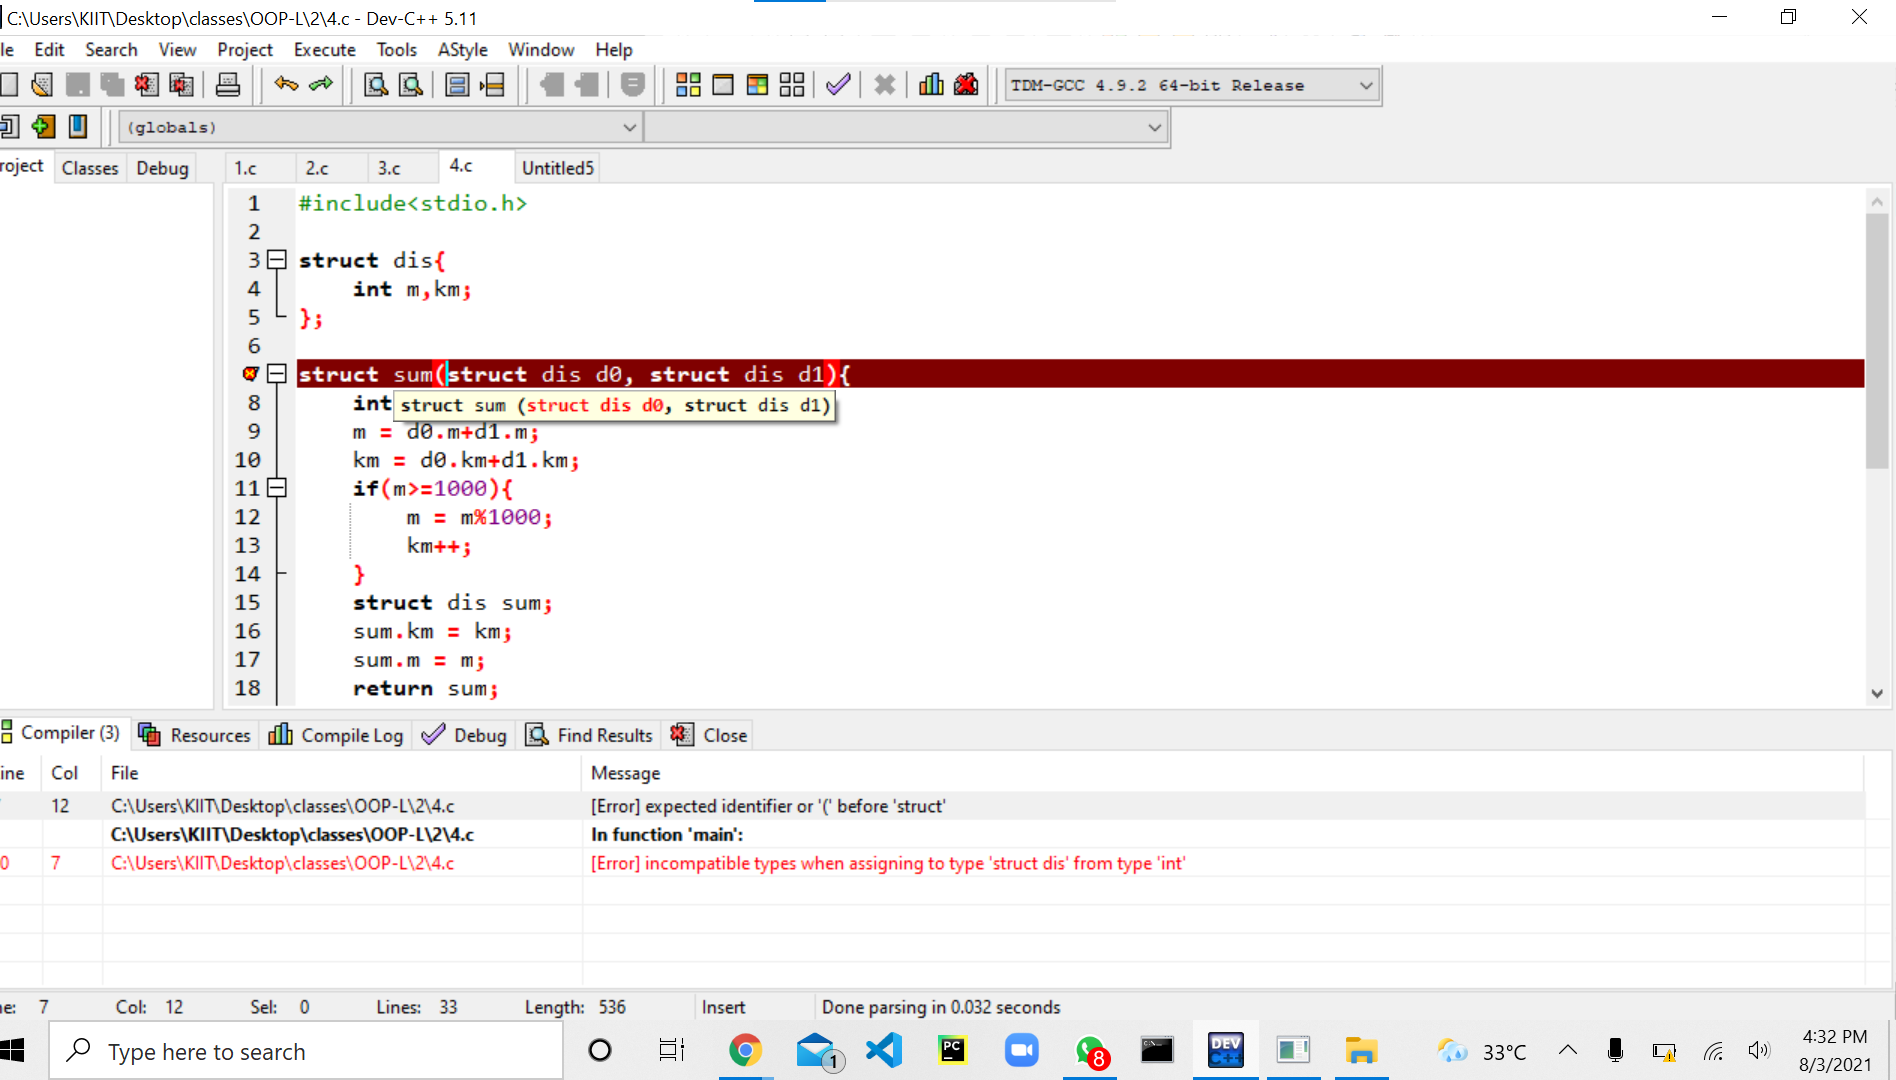 C:\Users\KIIT\Desktop\classes\OOP-L\2\4.c - Dev-C++ 5.11
le Edit Search View Project Execute Tools AStyle Window Help
TDM-GCC 4.9.2 64-bit Release
(globals)
roject Classes Debug 1.c 2.c 3.c 4.c Untitled5
1 #include<stdio.h>
2
3 struct dis{
4 int m,km;
5 };
6
struct sum(struct dis d0, struct dis d1){
8 int struct sum (struct dis d0, struct dis d1)
9 m = d0.m+d1.m;
10 km = d0.km+d1.km;
11 if(m>=1000){
12 m = m%1000;
13 km++;
14 }
15 struct dis sum;
16 sum.km = km;
17 sum.m = m;
18 return sum;
Compiler (3) Resources Compile Log Debug Find Results Close
ine Col File Message
12 C:\Users\KIIT\Desktop\classes\OOP-L\2\4.c [Error] expected identifier or '(' before 'struct'
C:\Users\KIIT\Desktop\classes\OOP-L\2\4.c In function 'main':
0 7 C:\Users\KIIT\Desktop\classes\OOP-L\2\4.c [Error] incompatible types when assigning to type 'struct dis' from type 'int'
ne: 7 Col: 12 Sel: 0 Lines: 33 Length: 536 Insert Done parsing in 0.032 seconds
Type here to search 1 PC 8 DEV C++ 33°C 4:32 PM
8/3/2021